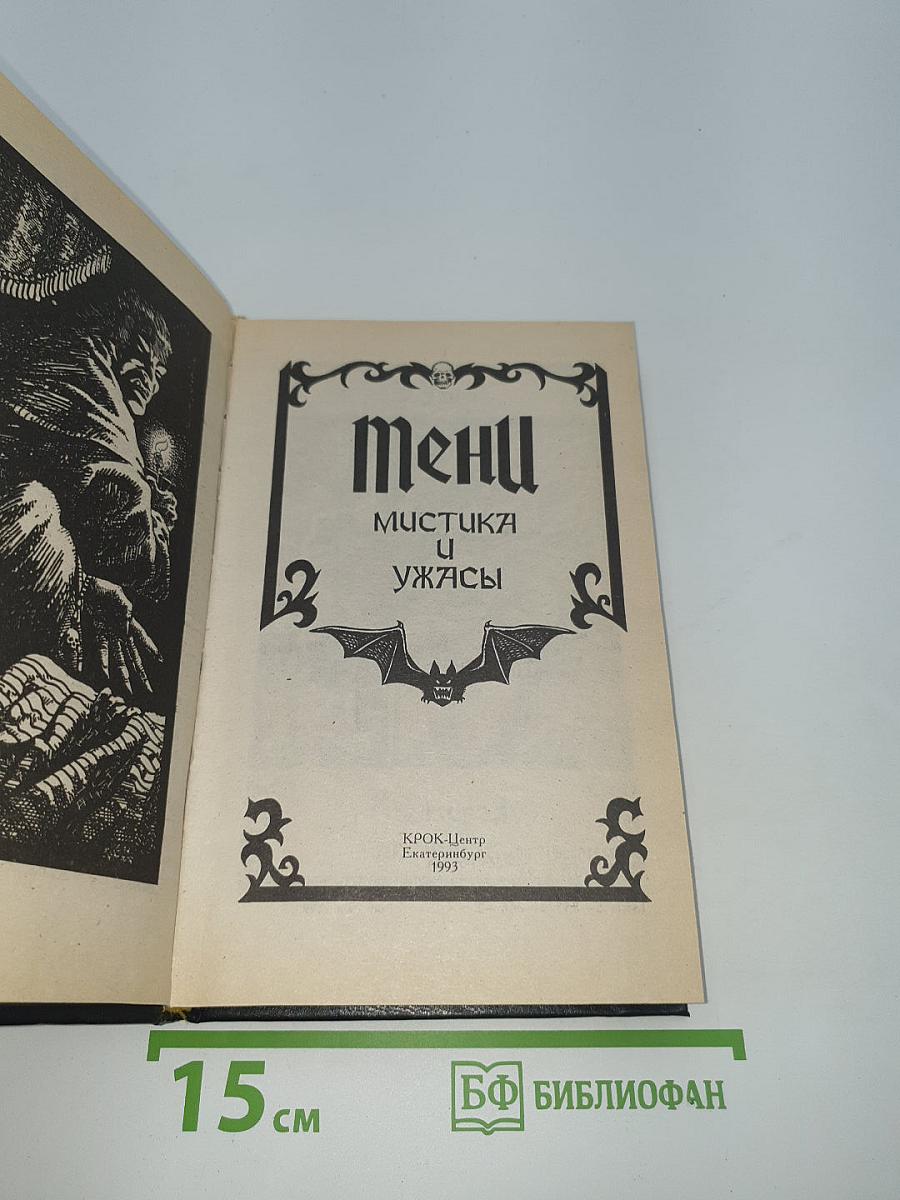 Тени
МИСТИКА
И
УЖАСЫ
КРОК-Центр
Екатеринбург
1993
15 см
БФ БИБЛИОФАН